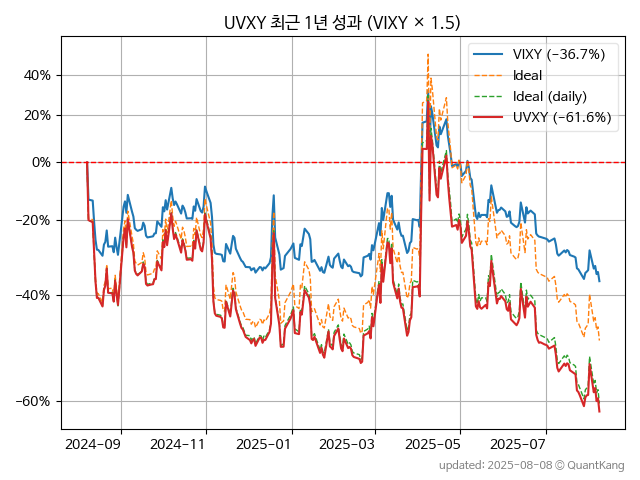 UVXY 최근 1년 성과 (VIXY × 1.5)
VIXY (−36.7%)
Ideal
Ideal (daily)
UVXY (−61.6%)
40%
20%
0%
−20%
−40%
−60%
2024-09 2024-11 2025-01 2025-03 2025-05 2025-07
updated: 2025-08-08 © QuantKang